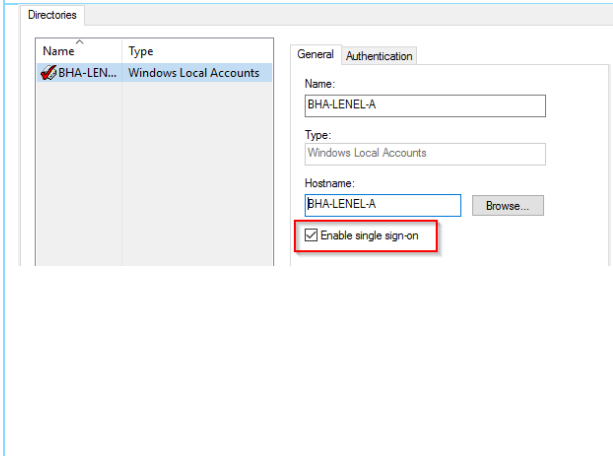 Directories
Name Type
BHA-LEN... Windows Local Accounts
General Authentication
Name:
BHA-LENEL-A
Type:
Windows Local Accounts
Hostname:
BHA-LENEL-A Browse...
Enable single sign-on